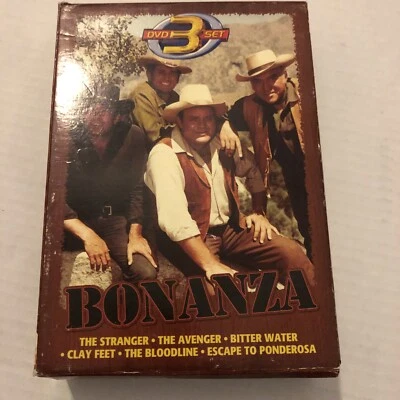 DVD 3 SET
BONANZA
THE STRANGER • THE AVENGER • BITTER WATER
• CLAY FEET • THE BLOODLINE • ESCAPE TO PONDEROSA